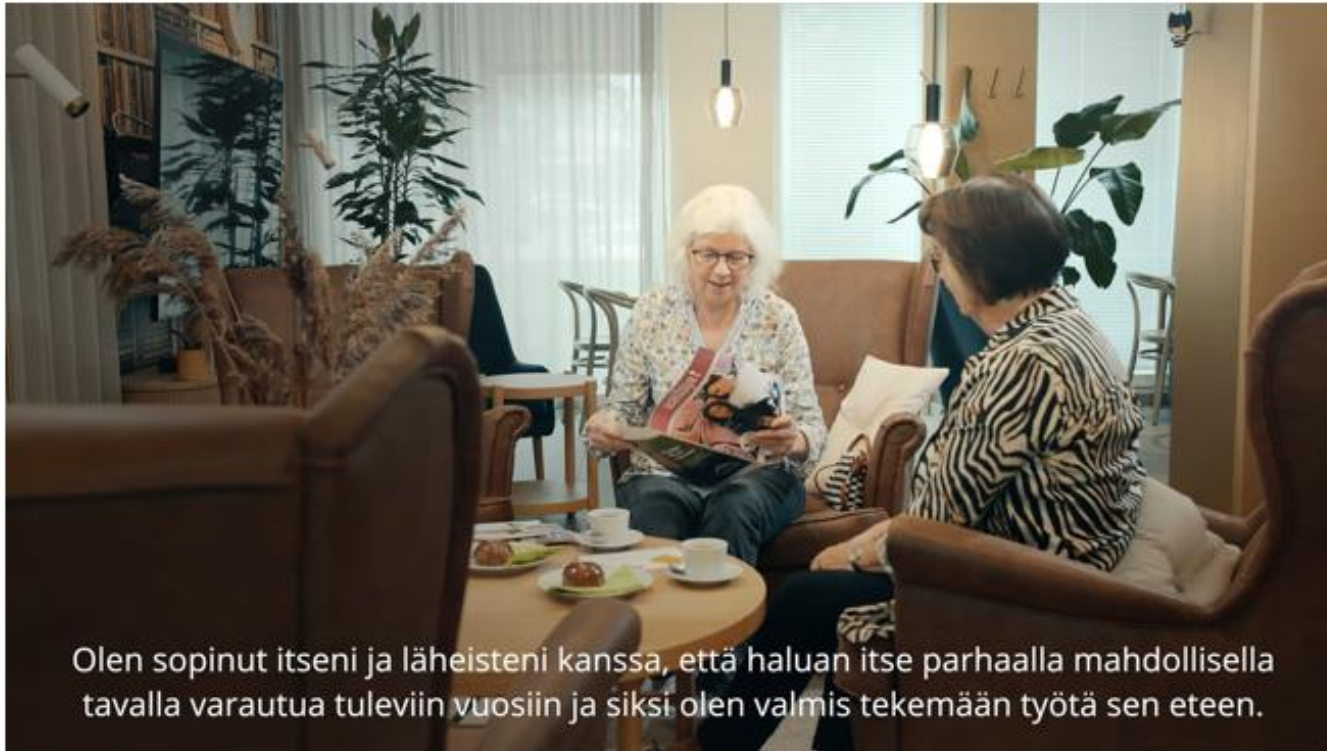 Olen sopinut itseni ja läheisteni kanssa, että haluan itse parhaalla mahdollisella
tavalla varautua tuleviin vuosiin ja siksi olen valmis tekemään työtä sen eteen.